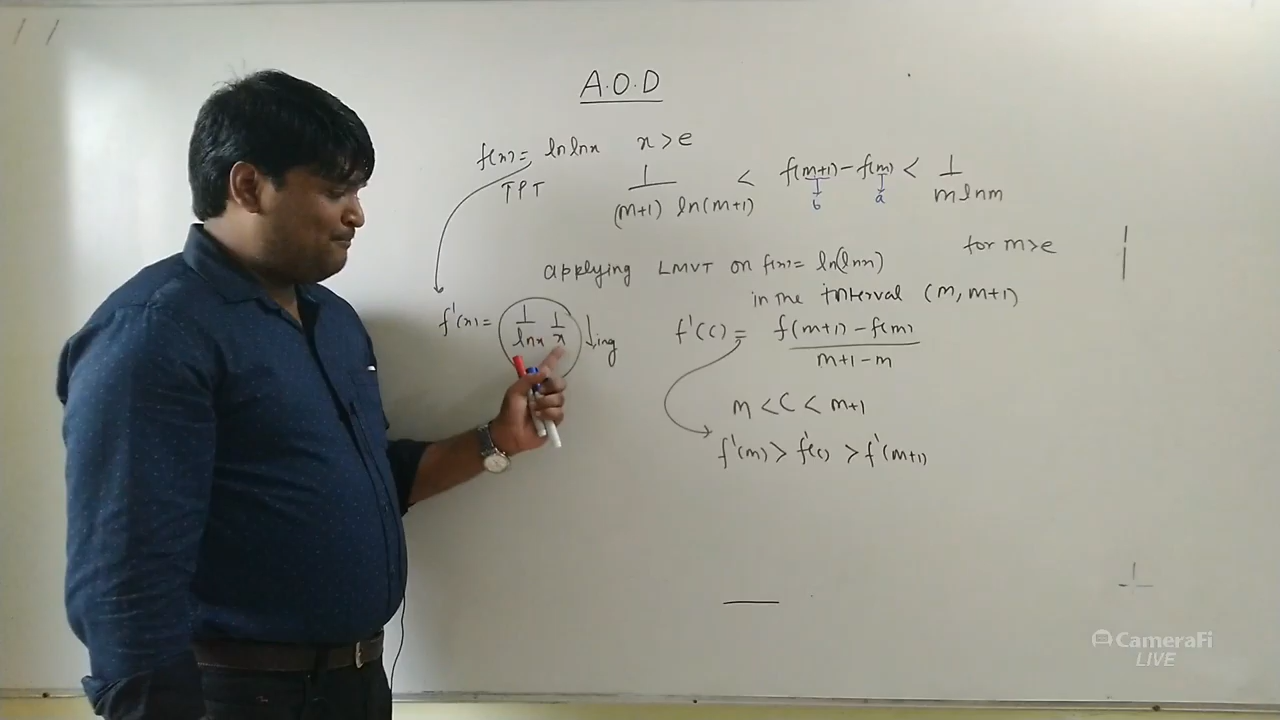 A.O.D
f(x) = ln lnx x > e
TPT 1/((m+1) ln(m+1)) < f(m+1) - f(m) < 1/(m lnm)
b a
for m>e
applying LMVT on f(x) = ln(lnx)
in the interval (m, m+1)
f'(x) = 1/lnx 1/x ↓ing
f'(c) = (f(m+1) - f(m))/(m+1-m)
m < c < m+1
f'(m) > f'(c) > f'(m+1)
CameraFi
LIVE